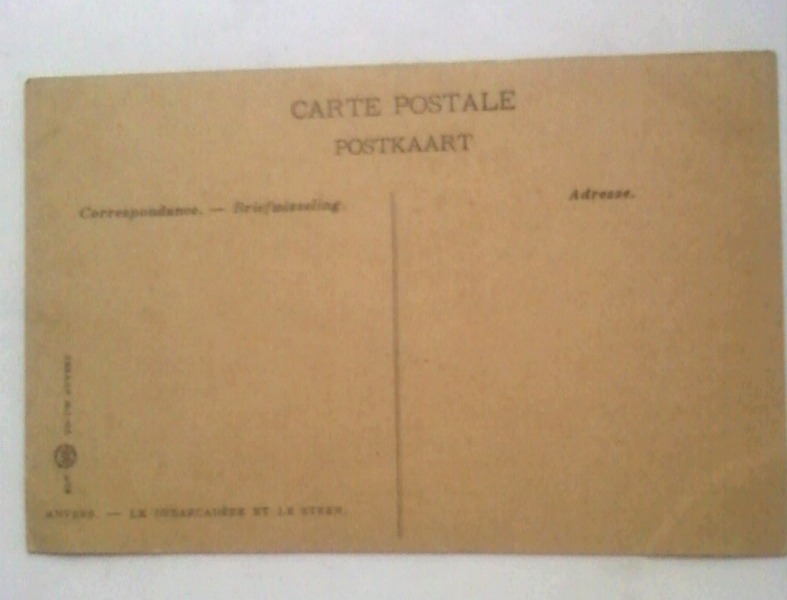 CARTE POSTALE
POSTKAART
Correspondance. — Briefwisseling.
Adresse.
ANVERS. — LE DEBARCADÈRE ET LE STEEN.